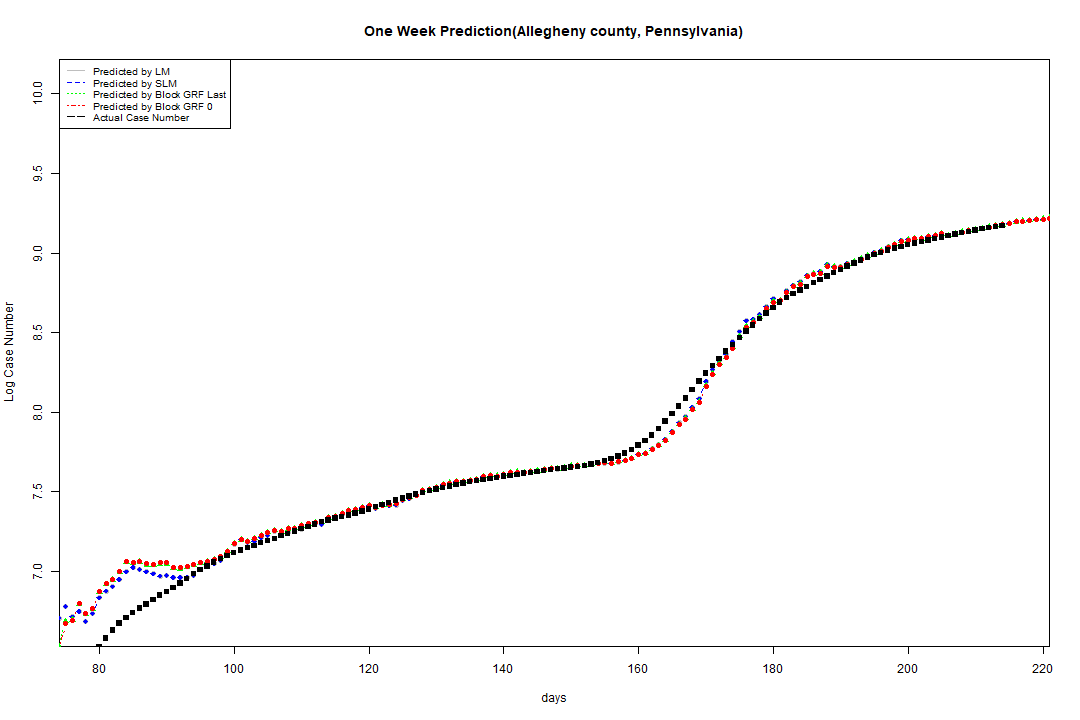 One Week Prediction(Allegheny county, Pennsylvania)
Predicted by LM
Predicted by SLM
Predicted by Block GRF Last
Predicted by Block GRF 0
Actual Case Number
10.0
9.5
9.0
8.5
8.0
7.5
7.0
Log Case Number
80 100 120 140 160 180 200 220
days